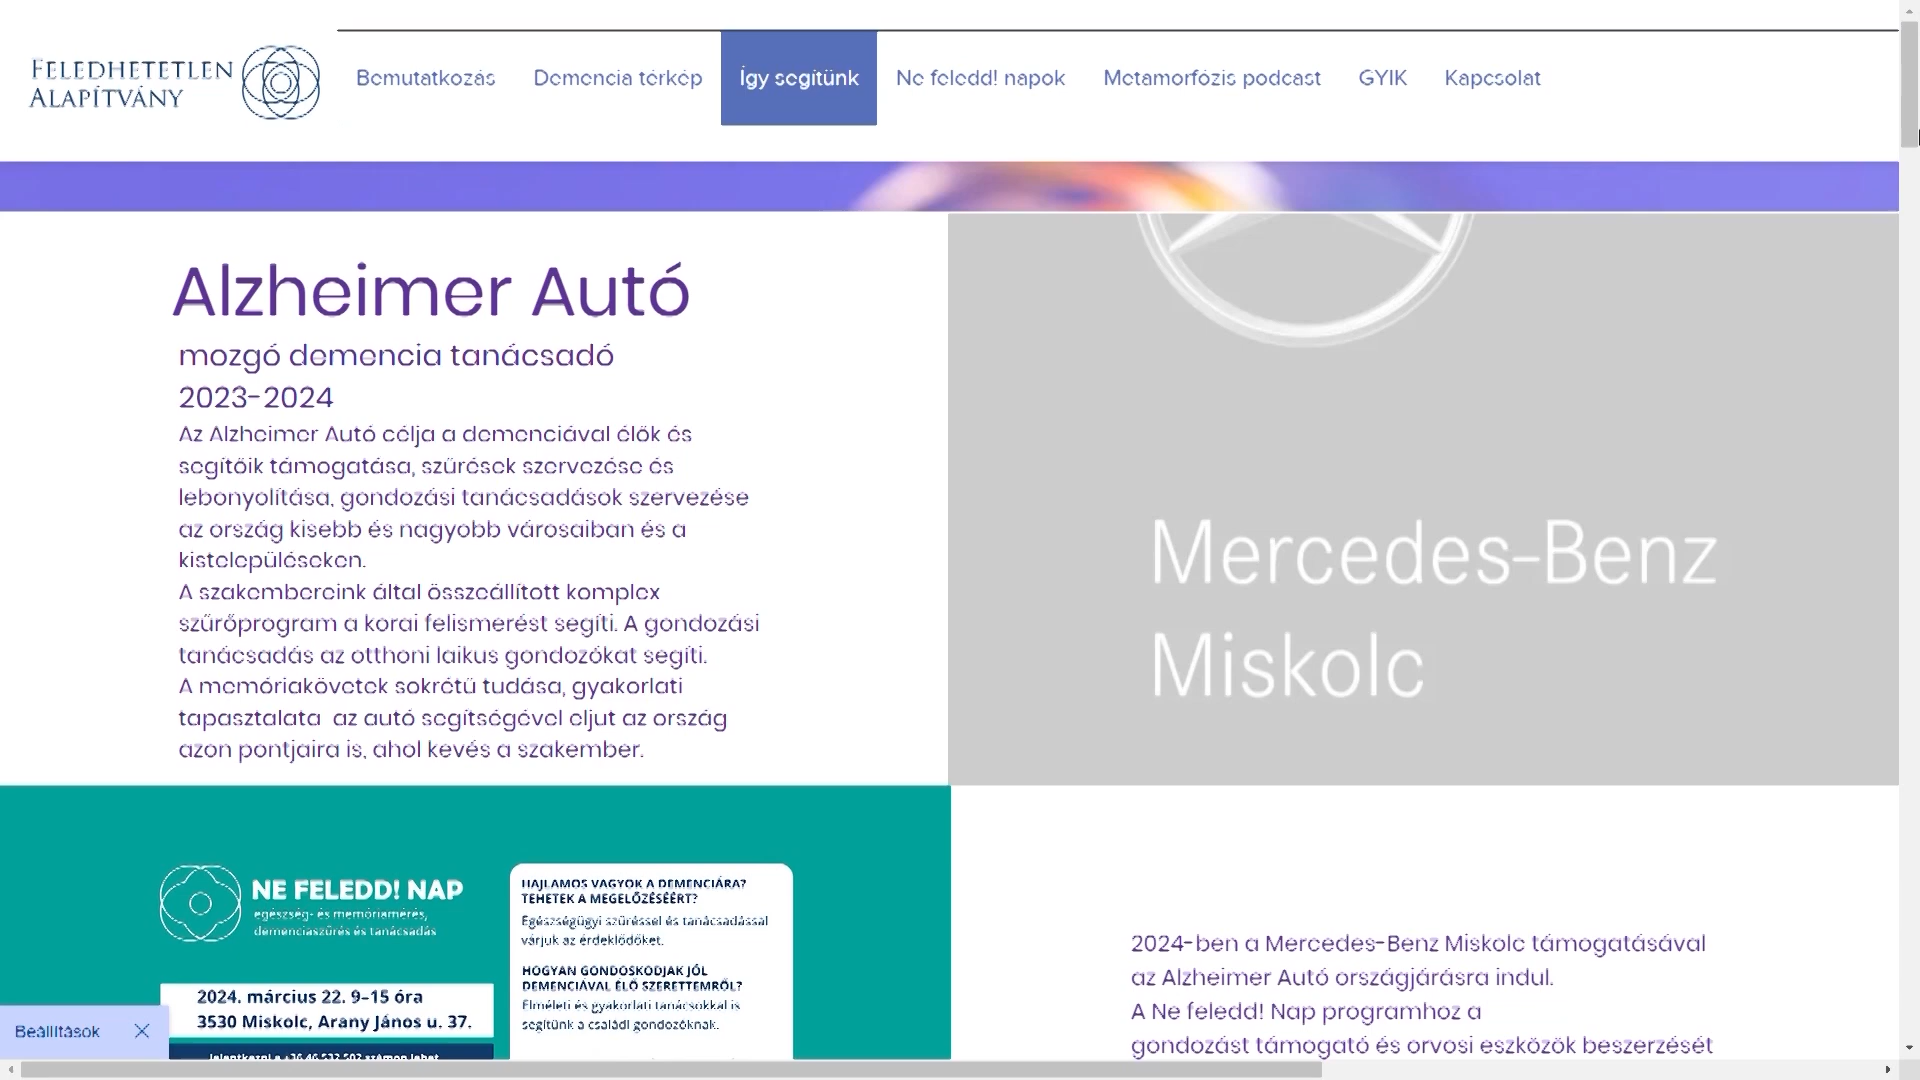 FELEDHETETLEN
ALAPÍTVÁNY
Bemutatkozás
Demencia térkép
Így segítünk
Ne feledd! napok
Metamorfózis podcast
GYIK
Kapcsolat
Alzheimer Autó
mozgó demencia tanácsadó
2023-2024
Az Alzheimer Autó célja a demenciával élők és
segítőik támogatása, szűrések szervezése és
lebonyolítása, gondozási tanácsadások szervezése
az ország kisebb és nagyobb városaiban és a
kistelepüléseken.
A szakembereink által összeállított komplex
szűrőprogram a korai felismerést segíti. A gondozási
tanácsadás az otthoni laikus gondozókat segíti.
A memóriakövetek sokrétű tudása, gyakorlati
tapasztalata az autó segítségével eljut az ország
azon pontjaira is, ahol kevés a szakember.
Mercedes-Benz
Miskolc
NE FELEDD! NAP
egészség- és memóriamérés,
demenciaszűrés és tanácsadás
2024. március 22. 9–15 óra
3530 Miskolc, Arany János u. 37.
Jelentkezni a +36 46 532 502 számon lehet
HAJLAMOS VAGYOK A DEMENCIÁRA?
TEHETEK A MEGELŐZÉSÉÉRT?
Egészségügyi szűréssel és tanácsadással
várjuk az érdeklődőket.
HOGYAN GONDOSKODJAK JÓL
DEMENCIÁVAL ÉLŐ SZERETTEMRŐL?
Elméleti és gyakorlati tanácsokkal is
segítünk a családi gondozóknak.
2024-ben a Mercedes-Benz Miskolc támogatásával
az Alzheimer Autó országjárásra indul.
A Ne feledd! Nap programhoz a
gondozást támogató és orvosi eszközök beszerzését
Beállítások